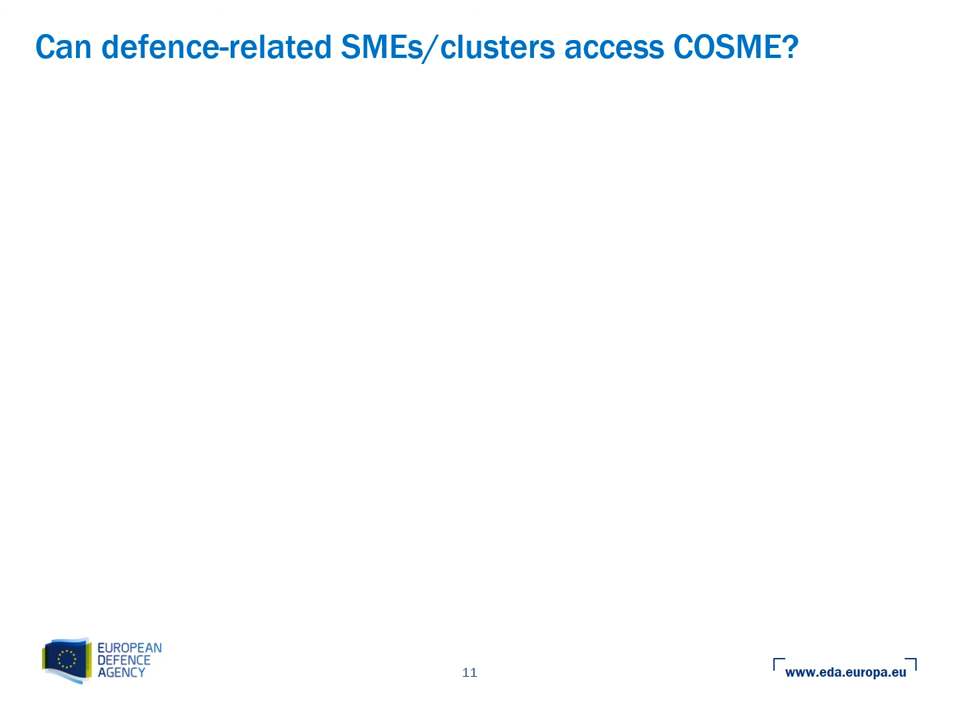 Can defence-related SMEs/clusters access COSME?
EUROPEAN
DEFENCE
AGENCY
11
www.eda.europa.eu